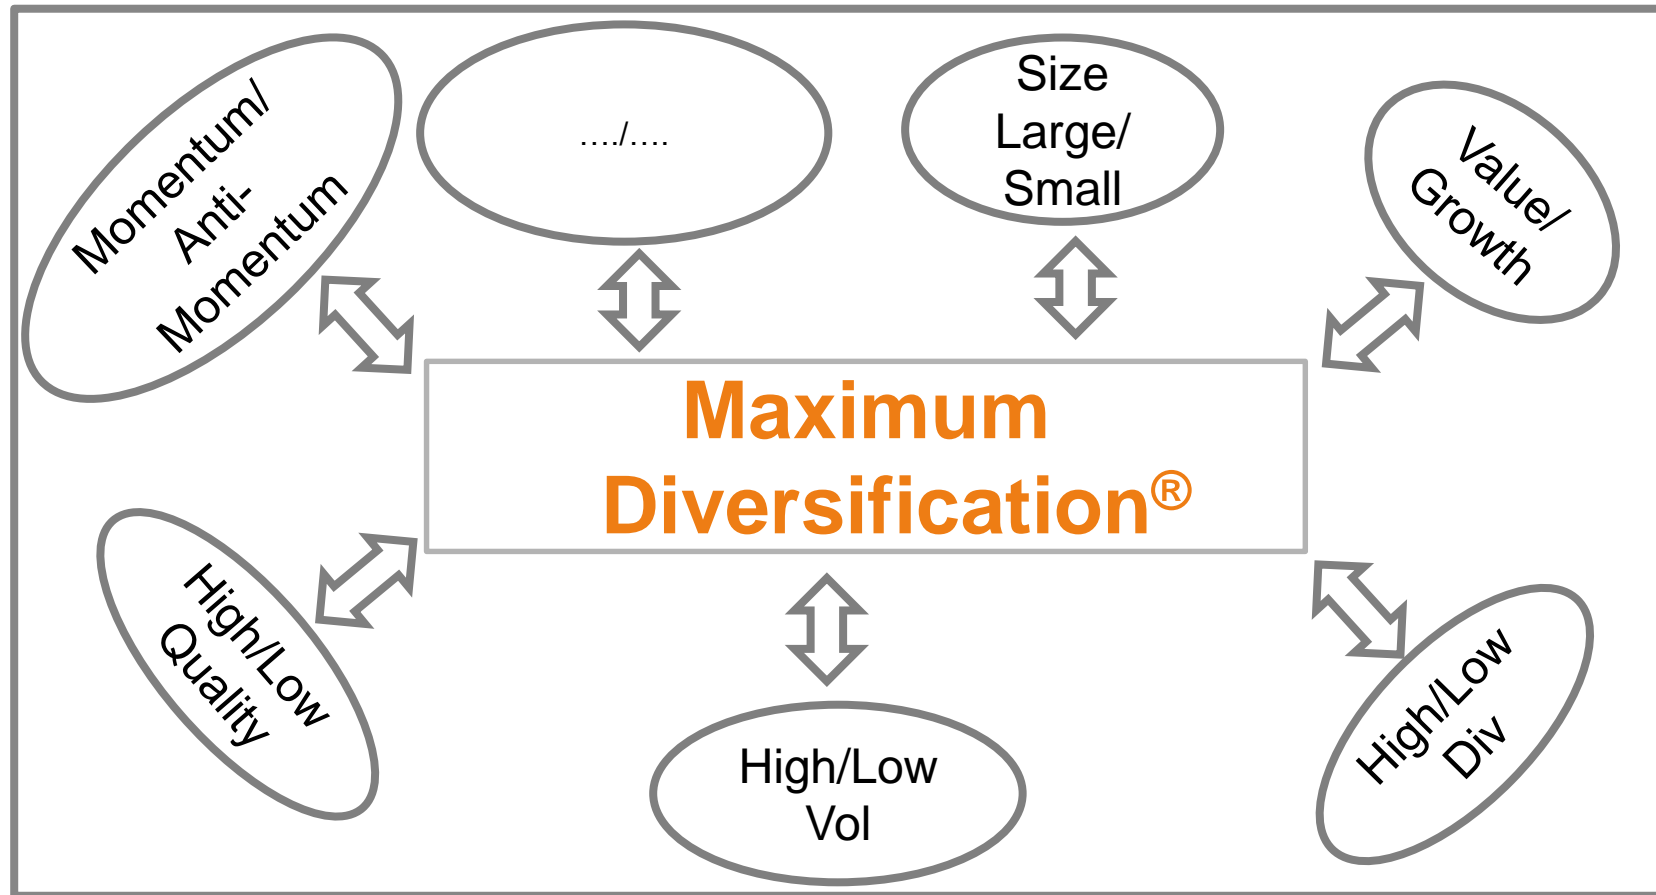 Momentum/
Anti-
Momentum
…./….
Size
Large/
Small
Value/
Growth
Maximum
Diversification®
High/Low
Quality
High/Low
Vol
High/Low
Div